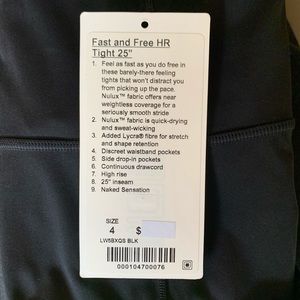 Fast and Free HR
Tight 25"
1. Feel as fast as you do free in
these barely-there feeling
tights that won't distract you
from picking up the pace.
Nulux™ fabric offers near
weightless coverage for a
seriously smooth stride
2. Nulux™ fabric is quick-drying
and sweat-wicking
3. Added Lycra® fibre for stretch
and shape retention
4. Discreet waistband pockets
5. Side drop-in pockets
6. Continuous drawcord
7. High rise
8. 25" inseam
9. Naked Sensation
SIZE
4 $
LW5BXQS BLK
000104700076